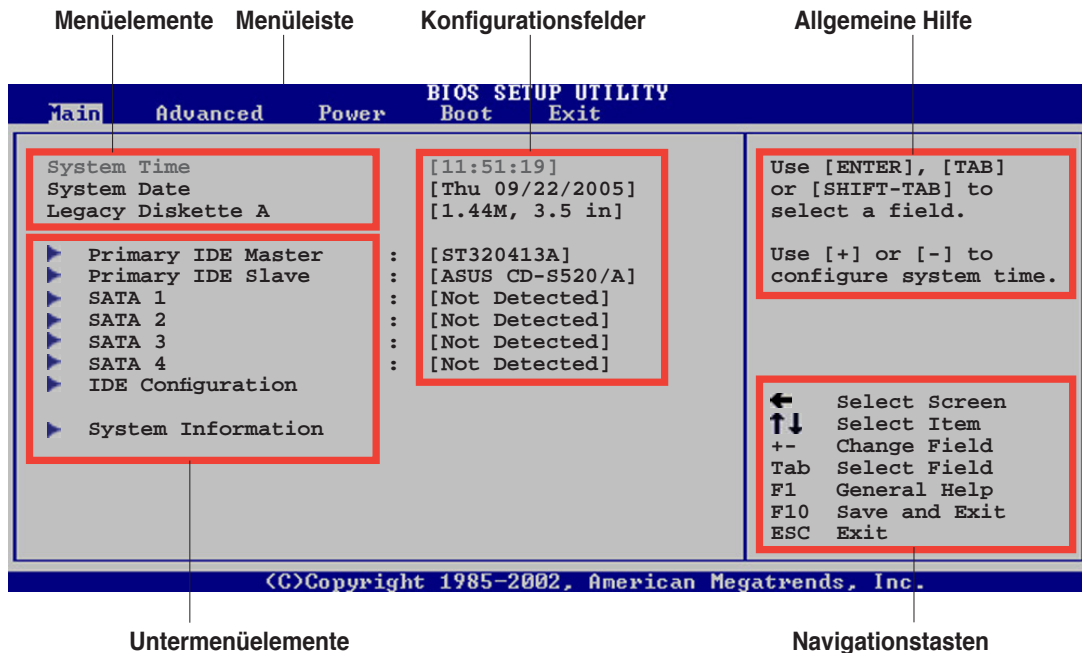 Menüelemente Menüleiste Konfigurationsfelder Allgemeine Hilfe
BIOS SETUP UTILITY
Main Advanced Power Boot Exit
System Time [11:51:19]
System Date [Thu 09/22/2005]
Legacy Diskette A [1.44M, 3.5 in]
Primary IDE Master : [ST320413A]
Primary IDE Slave : [ASUS CD-S520/A]
SATA 1 : [Not Detected]
SATA 2 : [Not Detected]
SATA 3 : [Not Detected]
SATA 4 : [Not Detected]
IDE Configuration
System Information
Use [ENTER], [TAB]
or [SHIFT-TAB] to
select a field.
Use [+] or [-] to
configure system time.
← Select Screen
↑↓ Select Item
+- Change Field
Tab Select Field
F1 General Help
F10 Save and Exit
ESC Exit
(C)Copyright 1985-2002, American Megatrends, Inc.
Untermenüelemente Navigationstasten